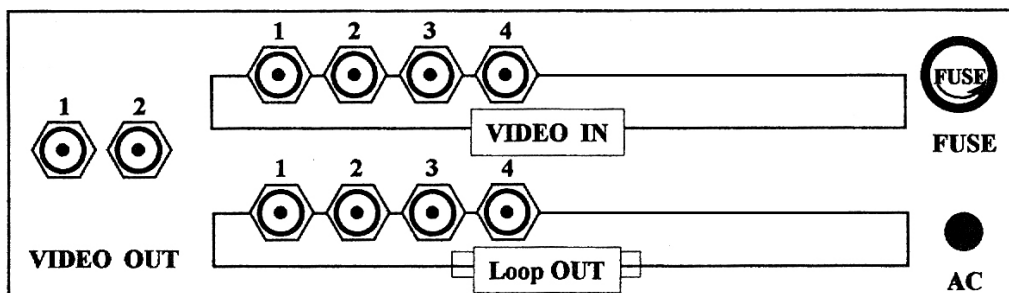 1 2 3 4
VIDEO IN
FUSE
FUSE
1 2
VIDEO OUT
1 2 3 4
Loop OUT
AC